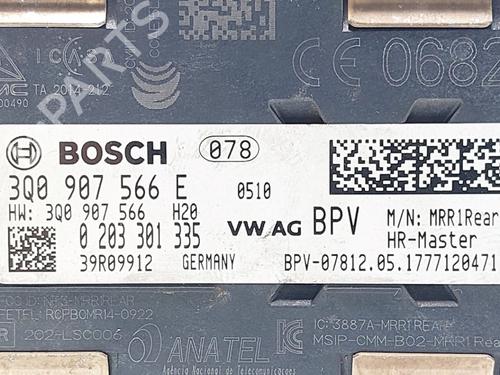 ICASA
TA 2014-212
CE 0682
BOSCH 078
3Q0 907 566 E 0510
HW: 3Q0 907 566 H20
0 203 301 335
VW AG BPV
M/N: MRR1Rear
HR-Master
39R09912 GERMANY
BPV-07812.05.1777120471
FCC ID: NF3-MRR1REAR
IFETEL: RCPBOMR14-0922
202-LSC006
ANATEL
Agência Nacional de Telecomunicações
IC: 3887A-MRR1REAR
MSIP-CMM-B02-MRR1Rear